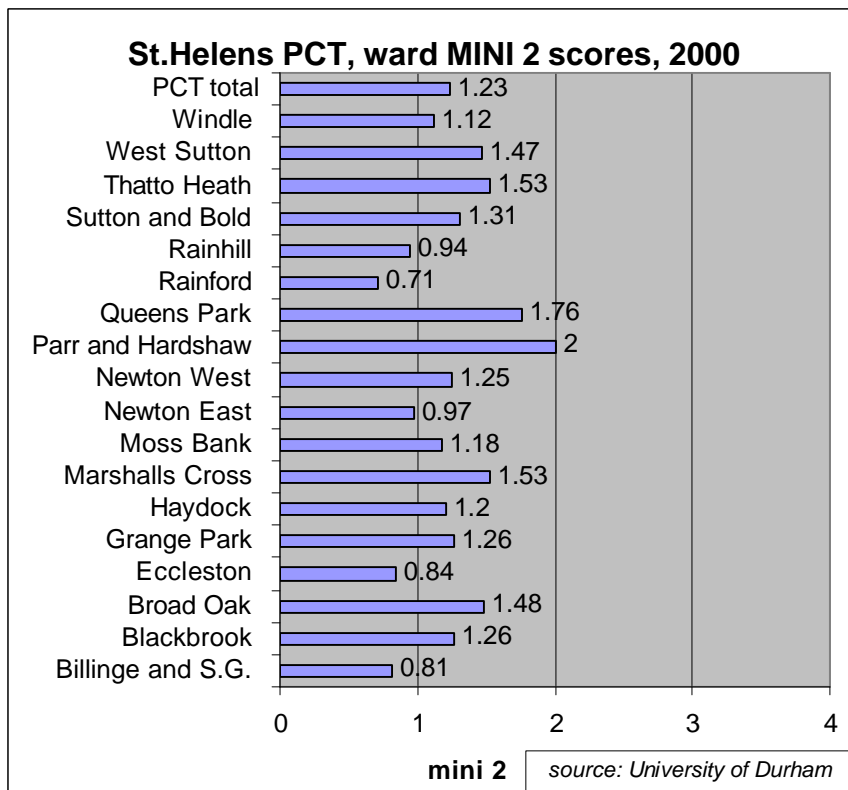 St.Helens PCT, ward MINI 2 scores, 2000
PCT total 1.23
Windle 1.12
West Sutton 1.47
Thatto Heath 1.53
Sutton and Bold 1.31
Rainhill 0.94
Rainford 0.71
Queens Park 1.76
Parr and Hardshaw 2
Newton West 1.25
Newton East 0.97
Moss Bank 1.18
Marshalls Cross 1.53
Haydock 1.2
Grange Park 1.26
Eccleston 0.84
Broad Oak 1.48
Blackbrook 1.26
Billinge and S.G. 0.81
0 1 2 3 4
mini 2
source: University of Durham